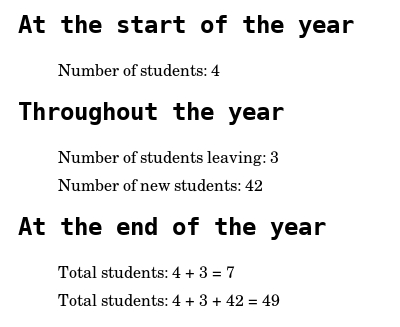 At the start of the year
Number of students: 4
Throughout the year
Number of students leaving: 3
Number of new students: 42
At the end of the year
Total students: 4 + 3 = 7
Total students: 4 + 3 + 42 = 49